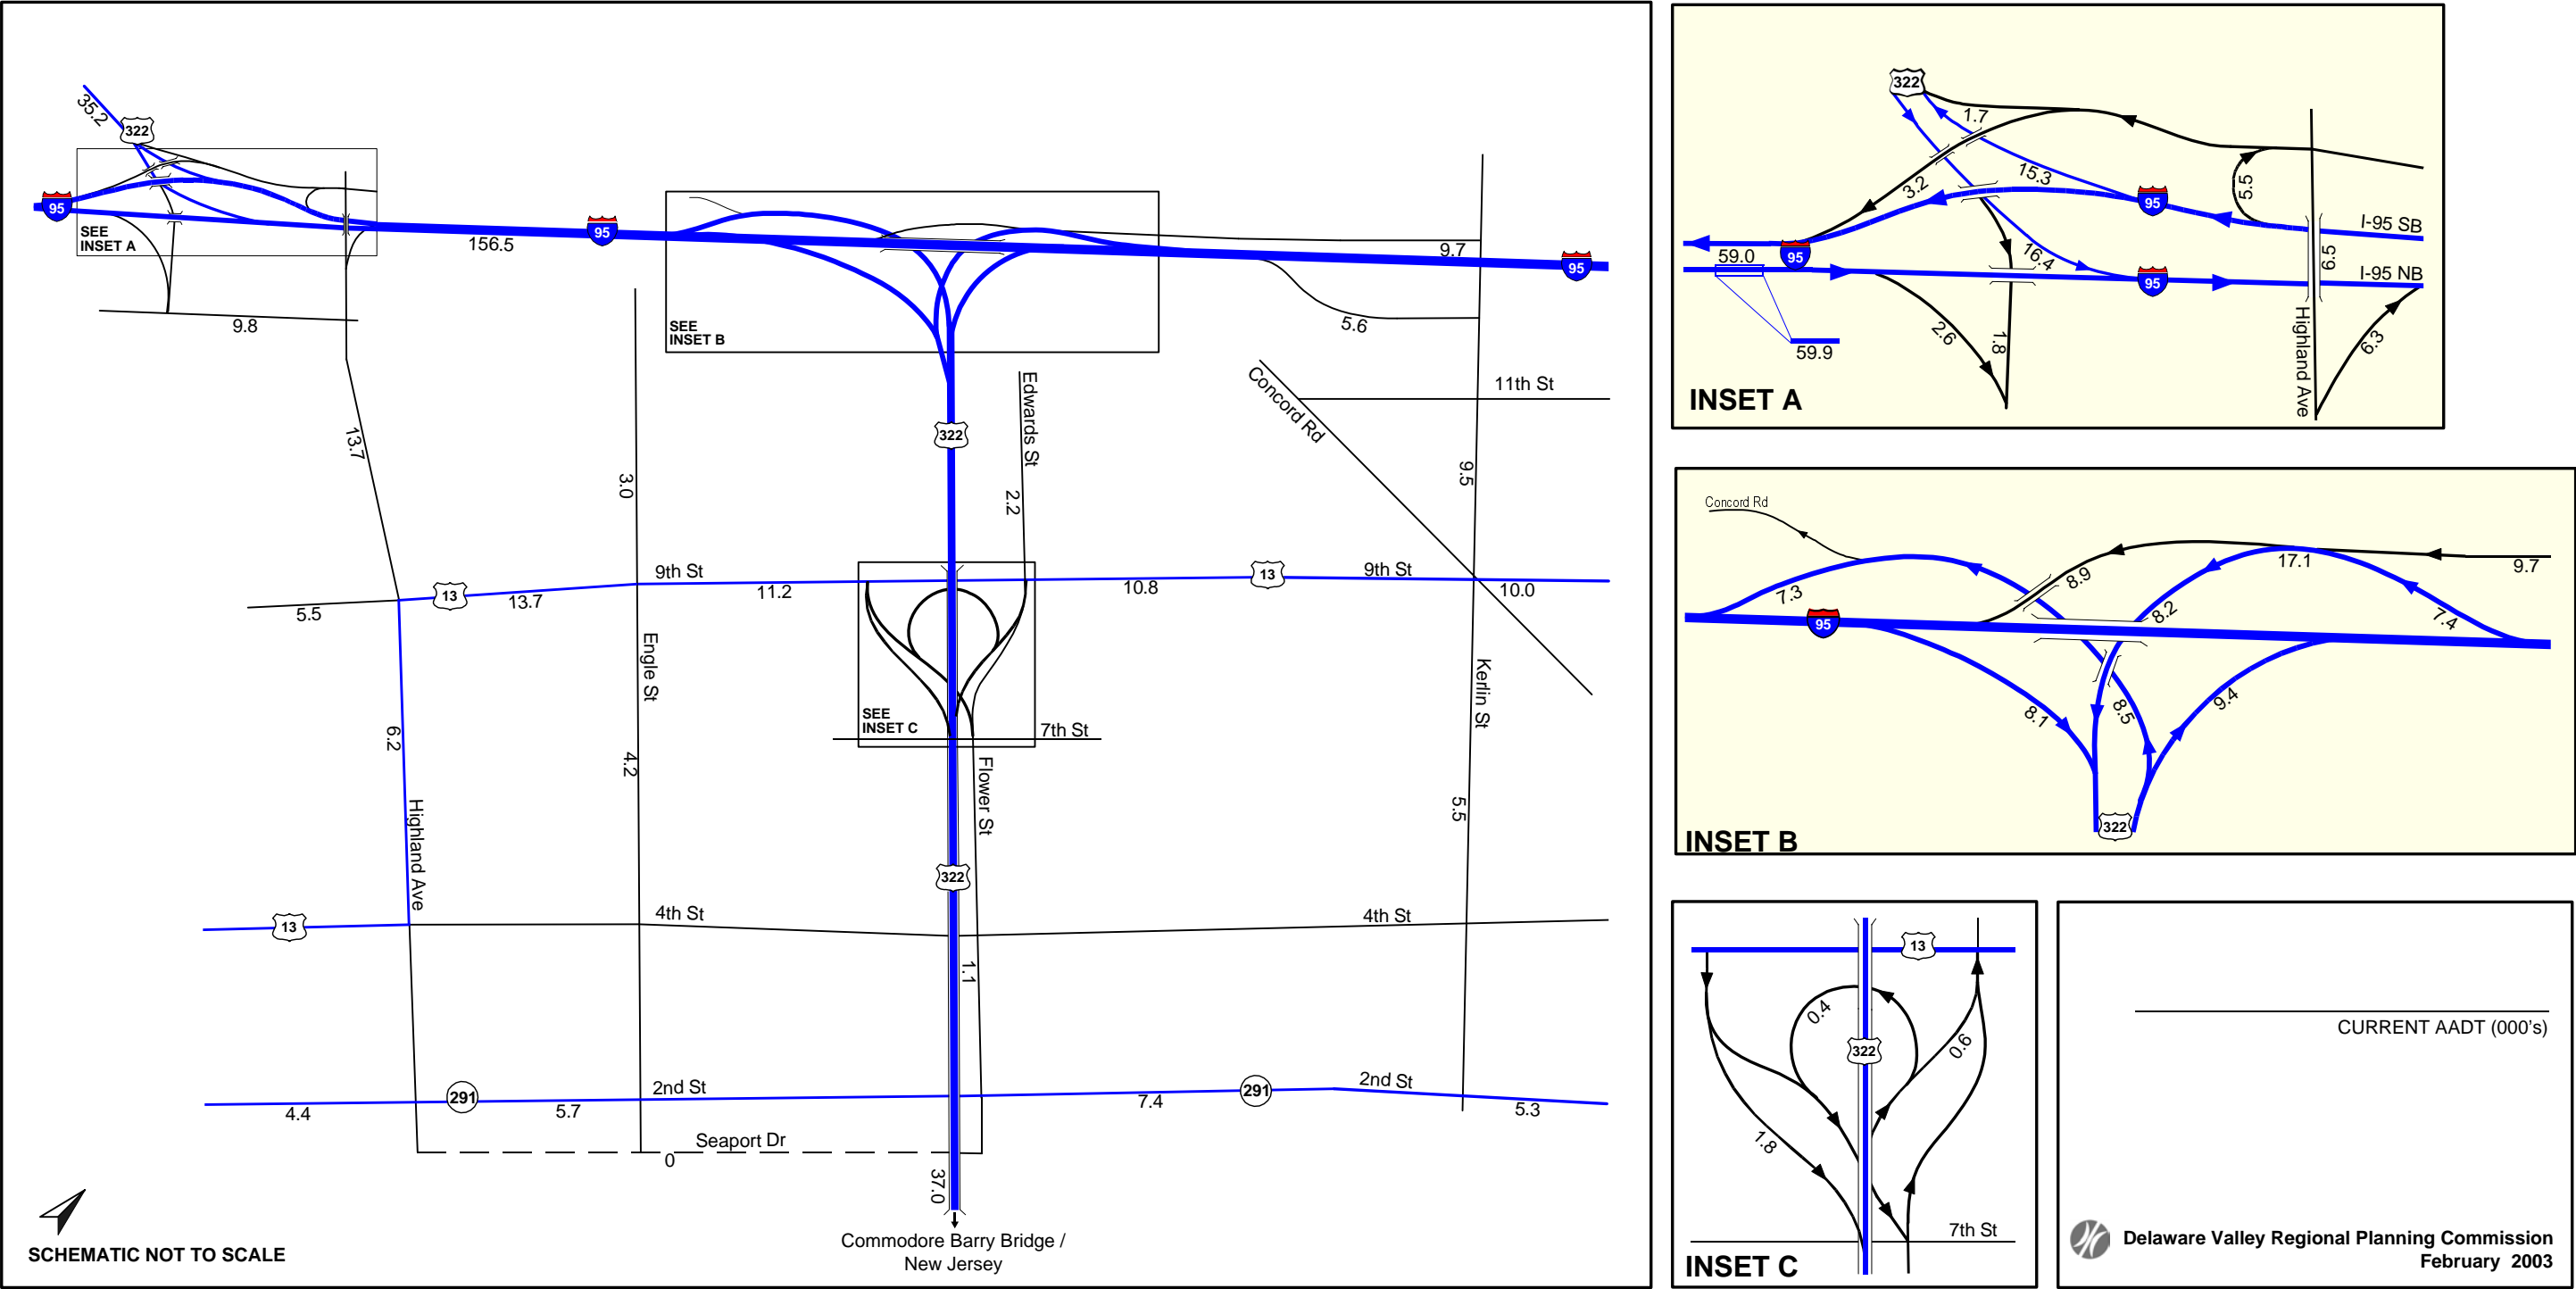 35.2
322
95
SEE
INSET A
156.5
95
9.8
13.7
SEE
INSET B
9.7
95
5.6
11th St
Concord Rd
322
Edwards St
3.0
2.2
9.5
9th St
9th St
13
13
5.5
13.7
11.2
10.8
10.0
Engle St
Kerlin St
SEE
INSET C
7th St
6.2
4.2
Flower St
5.5
Highland Ave
322
13
4th St
4th St
1.1
291
2nd St
291
2nd St
4.4
5.7
7.4
5.3
Seaport Dr
0
37.0
Commodore Barry Bridge /
New Jersey
SCHEMATIC NOT TO SCALE
322
1.7
15.3
3.2
5.5
95
I-95 SB
59.0
95
16.4
6.5
95
I-95 NB
59.9
2.6
1.8
Highland Ave
6.3
INSET A
Concord Rd
17.1
9.7
8.9
7.3
8.2
7.4
95
8.1
8.5
9.4
322
INSET B
13
0.4
322
0.6
1.8
7th St
INSET C
CURRENT AADT (000's)
Delaware Valley Regional Planning Commission
February 2003